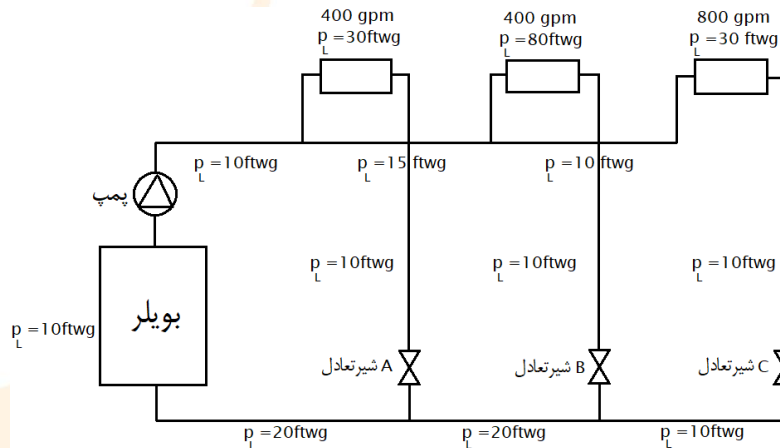 400 gpm
p_L =30ftwg
400 gpm
p_L =80ftwg
800 gpm
p_L =30 ftwg
p_L =10ftwg
p_L =15 ftwg
p_L =10 ftwg
پمپ
p_L =10ftwg
p_L =10ftwg
p_L =10ftwg
بویلر
p_L =10ftwg
شیرتعادل A
شیرتعادل B
شیرتعادل C
p_L =20ftwg
p_L =20ftwg
p_L =10ftwg